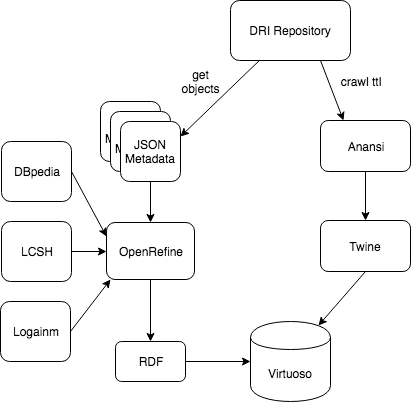 DRI Repository
get
objects
crawl ttl
M
M
JSON
Metadata
Anansi
DBpedia
LCSH
OpenRefine
Twine
Logainm
RDF
Virtuoso